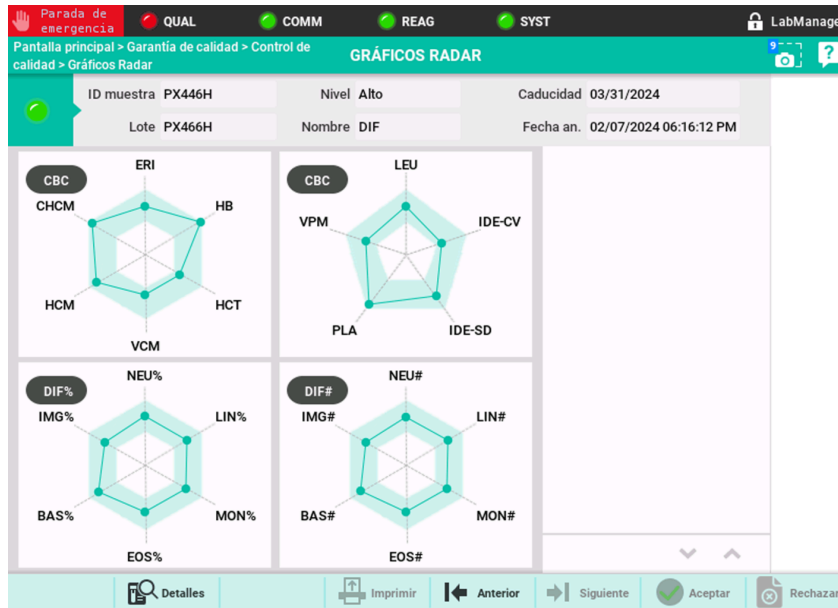 Parada de
emergencia
QUAL
COMM
REAG
SYST
LabManage
Pantalla principal > Garantía de calidad > Control de
calidad > Gráficos Radar
GRÁFICOS RADAR
9
?
ID muestra PX446H
Nivel Alto
Caducidad 03/31/2024
Lote PX466H
Nombre DIF
Fecha an. 02/07/2024 06:16:12 PM
CBC
ERI
HB
HCT
VCM
HCM
CHCM
CBC
LEU
IDE-CV
IDE-SD
PLA
VPM
DIF%
NEU%
LIN%
MON%
EOS%
BAS%
IMG%
DIF#
NEU#
LIN#
MON#
EOS#
BAS#
IMG#
Detalles
Imprimir
Anterior
Siguiente
Aceptar
Rechaza